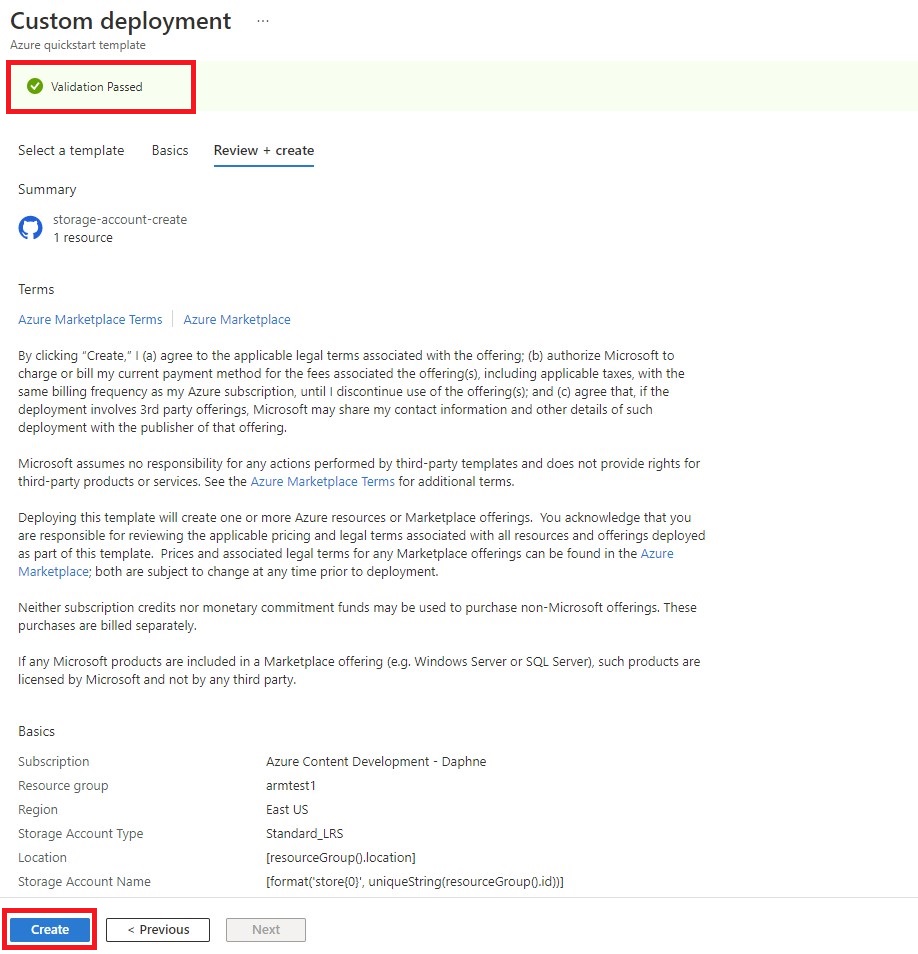 Custom deployment ...
Azure quickstart template
Validation Passed
Select a template Basics Review + create
Summary
storage-account-create
1 resource
Terms
Azure Marketplace Terms Azure Marketplace
By clicking “Create,” I (a) agree to the applicable legal terms associated with the offering; (b) authorize Microsoft to
charge or bill my current payment method for the fees associated the offering(s), including applicable taxes, with the
same billing frequency as my Azure subscription, until I discontinue use of the offering(s); and (c) agree that, if the
deployment involves 3rd party offerings, Microsoft may share my contact information and other details of such
deployment with the publisher of that offering.
Microsoft assumes no responsibility for any actions performed by third-party templates and does not provide rights for
third-party products or services. See the Azure Marketplace Terms for additional terms.
Deploying this template will create one or more Azure resources or Marketplace offerings. You acknowledge that you
are responsible for reviewing the applicable pricing and legal terms associated with all resources and offerings deployed
as part of this template. Prices and associated legal terms for any Marketplace offerings can be found in the Azure
Marketplace; both are subject to change at any time prior to deployment.
Neither subscription credits nor monetary commitment funds may be used to purchase non-Microsoft offerings. These
purchases are billed separately.
If any Microsoft products are included in a Marketplace offering (e.g. Windows Server or SQL Server), such products are
licensed by Microsoft and not by any third party.
Basics
Subscription Azure Content Development - Daphne
Resource group armtest1
Region East US
Storage Account Type Standard_LRS
Location [resourceGroup().location]
Storage Account Name [format('store{0}', uniqueString(resourceGroup().id))]
Create < Previous Next